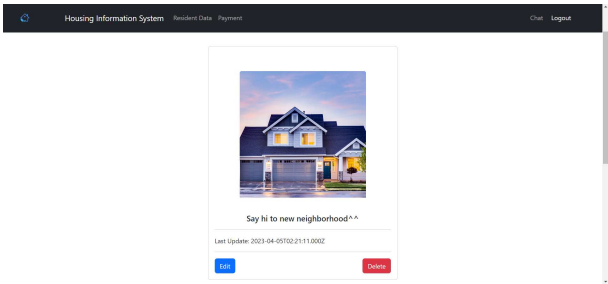 Housing Information System Resident Data Payment Chat Logout
Say hi to new neighborhood^^
Last Update: 2023-04-05T02:21:11.000Z
Edit Delete